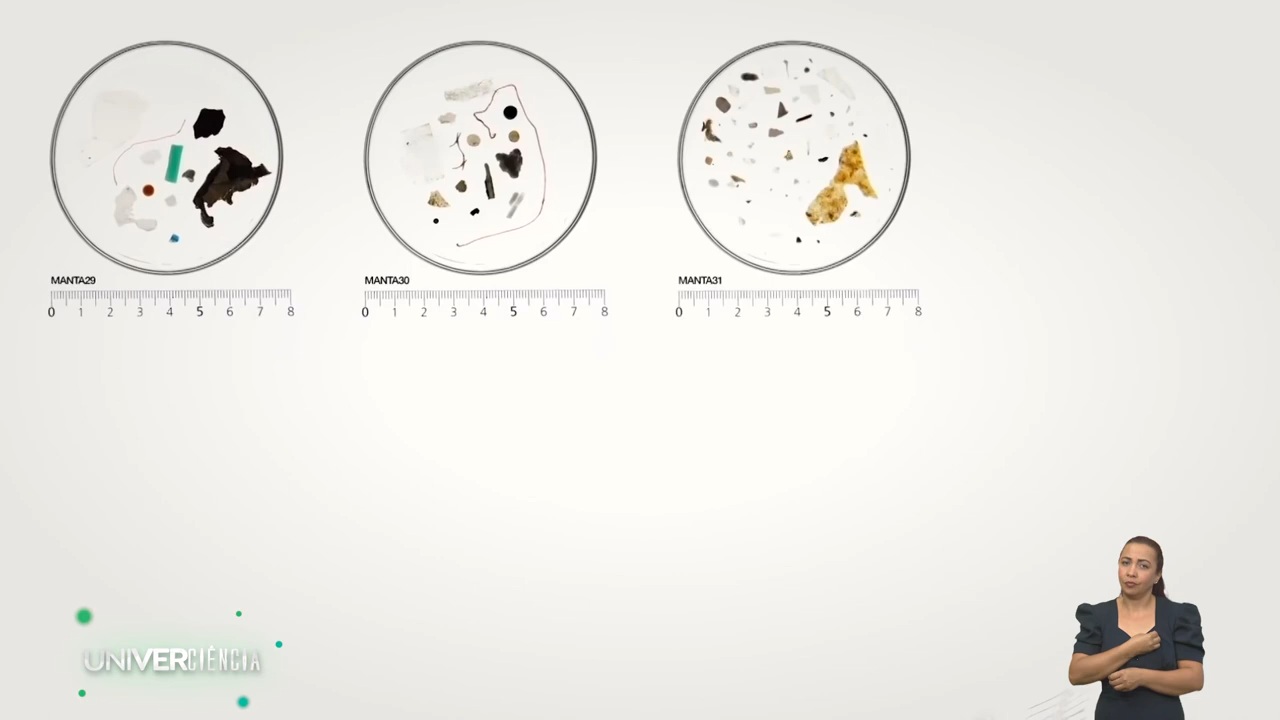 MANTA29
0 1 2 3 4 5 6 7 8
MANTA30
0 1 2 3 4 5 6 7 8
MANTA31
0 1 2 3 4 5 6 7 8
UNIVERCIÊNCIA